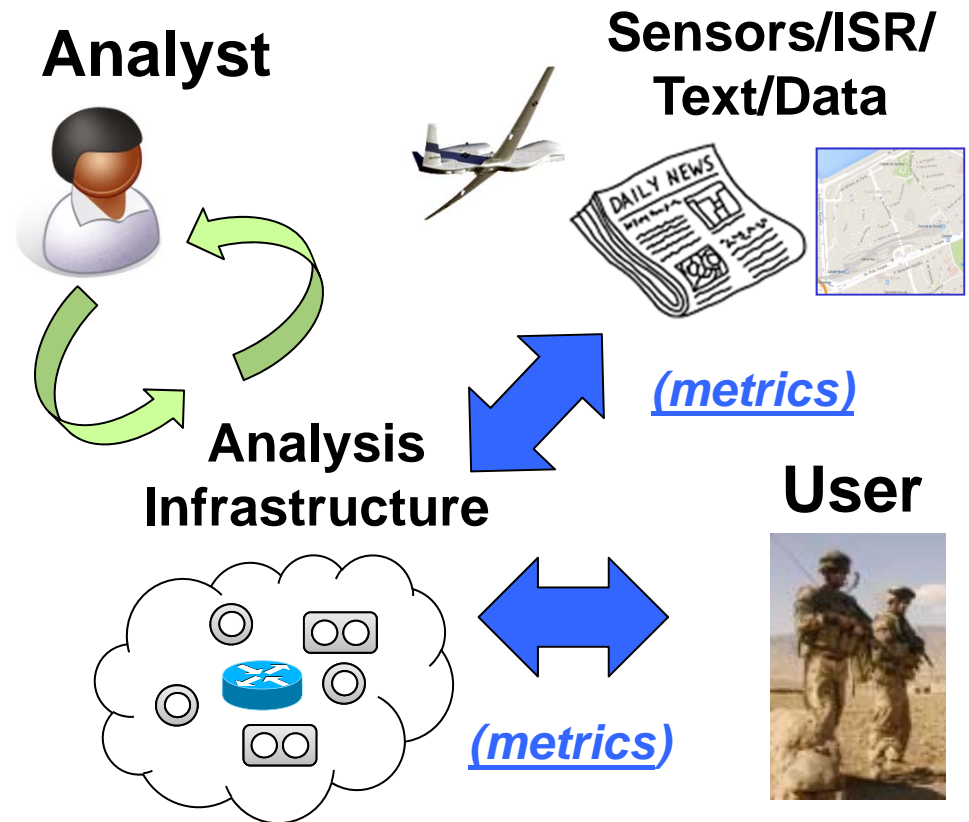 Analyst
Sensors/ISR/
Text/Data
DAILY NEWS
(metrics)
Analysis
Infrastructure
User
(metrics)